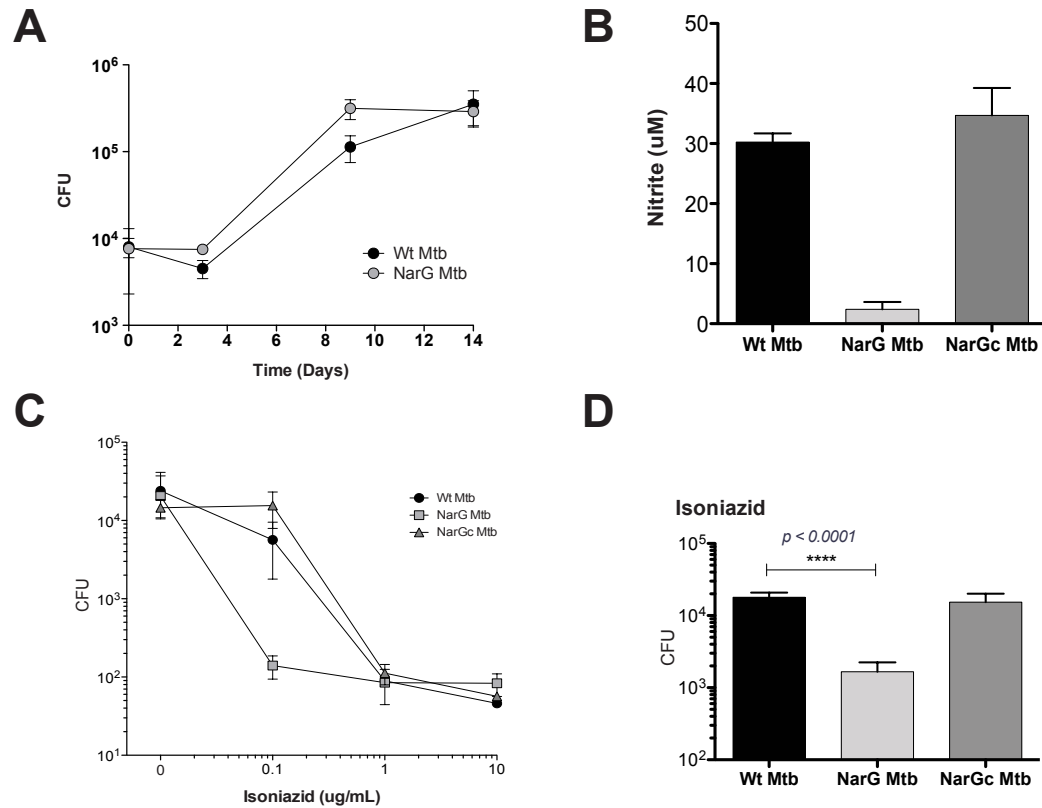 A
10^6
10^5
10^4
10^3
CFU
0 2 4 6 8 10 12 14
Time (Days)
Wt Mtb
NarG Mtb
B
50
40
30
20
10
0
Nitrite (uM)
Wt Mtb NarG Mtb NarGc Mtb
C
10^5
10^4
10^3
10^2
10^1
CFU
0 0.1 1 10
Isoniazid (ug/mL)
Wt Mtb
NarG Mtb
NarGc Mtb
D
Isoniazid
p < 0.0001
****
10^5
10^4
10^3
10^2
CFU
Wt Mtb NarG Mtb NarGc Mtb